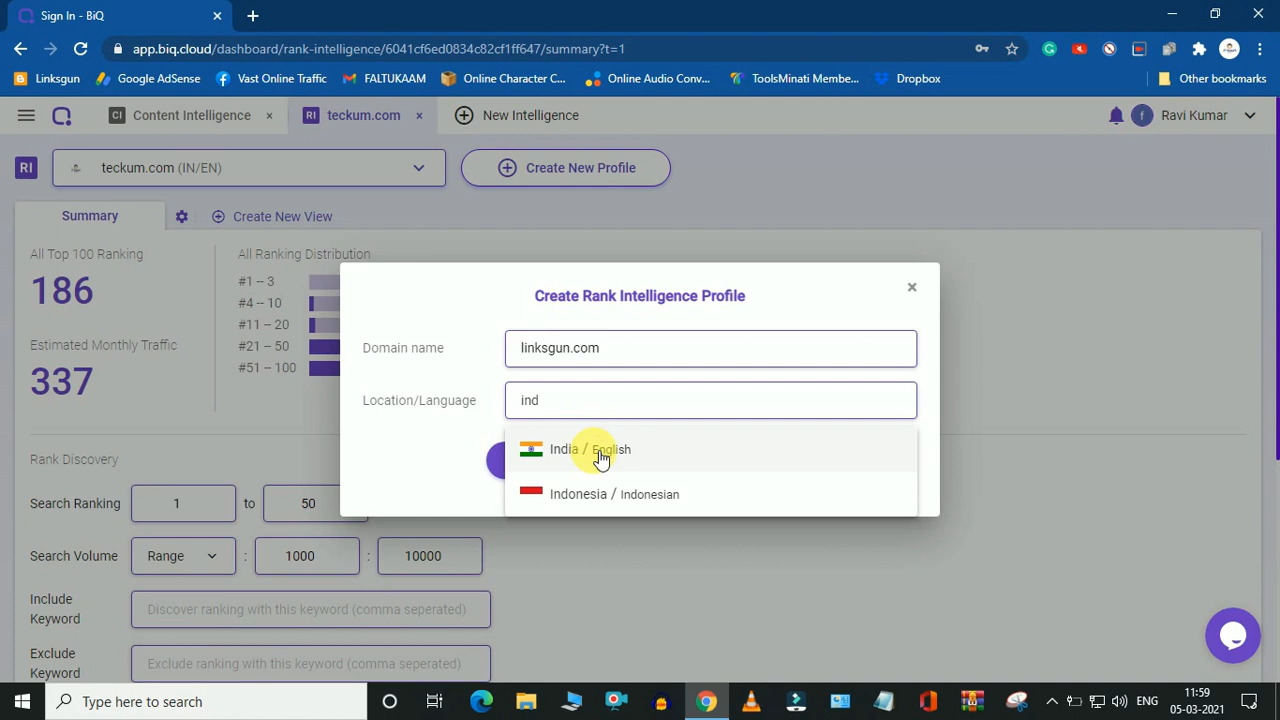 Sign In - BiQ
app.biq.cloud/dashboard/rank-intelligence/6041cf6ed0834c82cf1ff647/summary?t=1
Linksgun
Google AdSense
Vast Online Traffic
FALTUKAAM
Online Character C...
Online Audio Conv...
ToolsMinati Membe...
Dropbox
Other bookmarks
CI Content Intelligence
RI teckum.com
New Intelligence
f Ravi Kumar
RI
teckum.com (IN/EN)
Create New Profile
Summary
Create New View
All Top 100 Ranking
186
All Ranking Distribution
#1 -- 3
#4 -- 10
#11 -- 20
#21 -- 50
#51 -- 100
Estimated Monthly Traffic
337
Create Rank Intelligence Profile
Domain name
linksgun.com
Location/Language
ind
India / English
Indonesia / Indonesian
Rank Discovery
Search Ranking
1 to 50
Search Volume
Range : 1000 : 10000
Include
Keyword
Discover ranking with this keyword (comma seperated)
Exclude
Keyword
Exclude ranking with this keyword (comma seperated)
Type here to search
ENG
11:59
05-03-2021